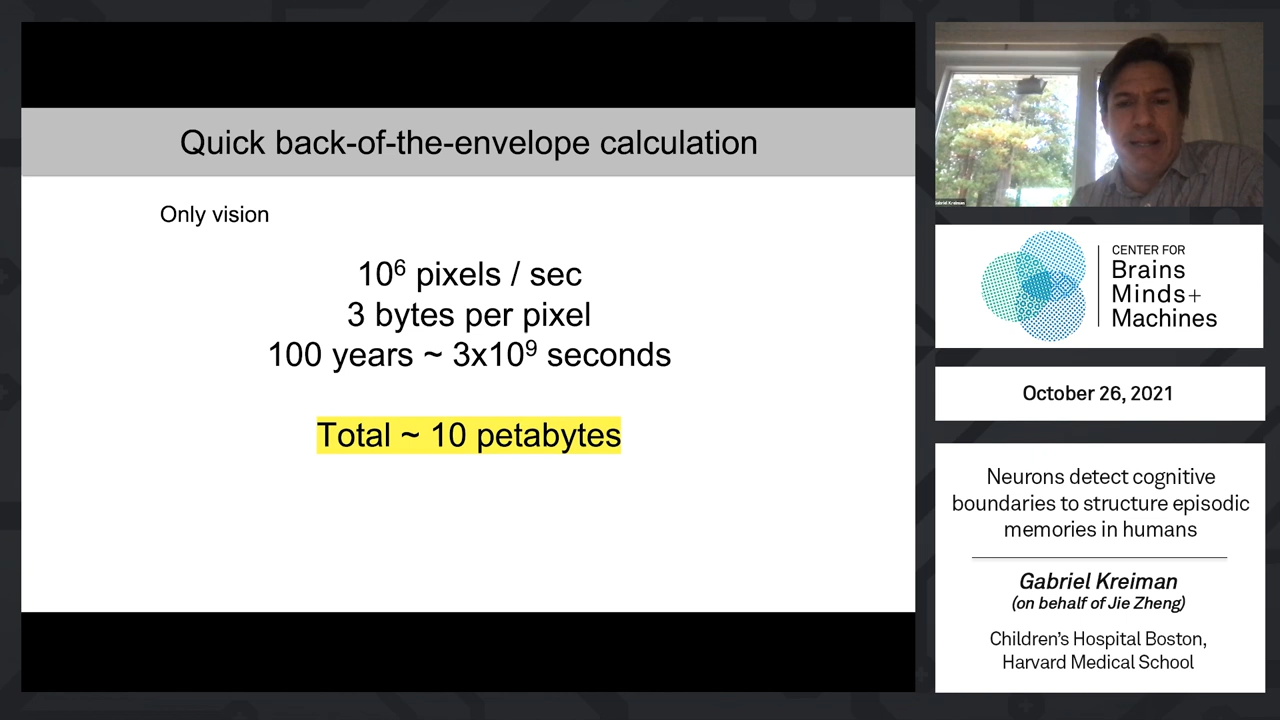 Quick back-of-the-envelope calculation
Only vision
10⁶ pixels / sec
3 bytes per pixel
100 years ~ 3x10⁹ seconds
Total ~ 10 petabytes
Gabriel Kreiman
CENTER FOR
Brains
Minds+
Machines
October 26, 2021
Neurons detect cognitive
boundaries to structure episodic
memories in humans
Gabriel Kreiman
(on behalf of Jie Zheng)
Children's Hospital Boston,
Harvard Medical School